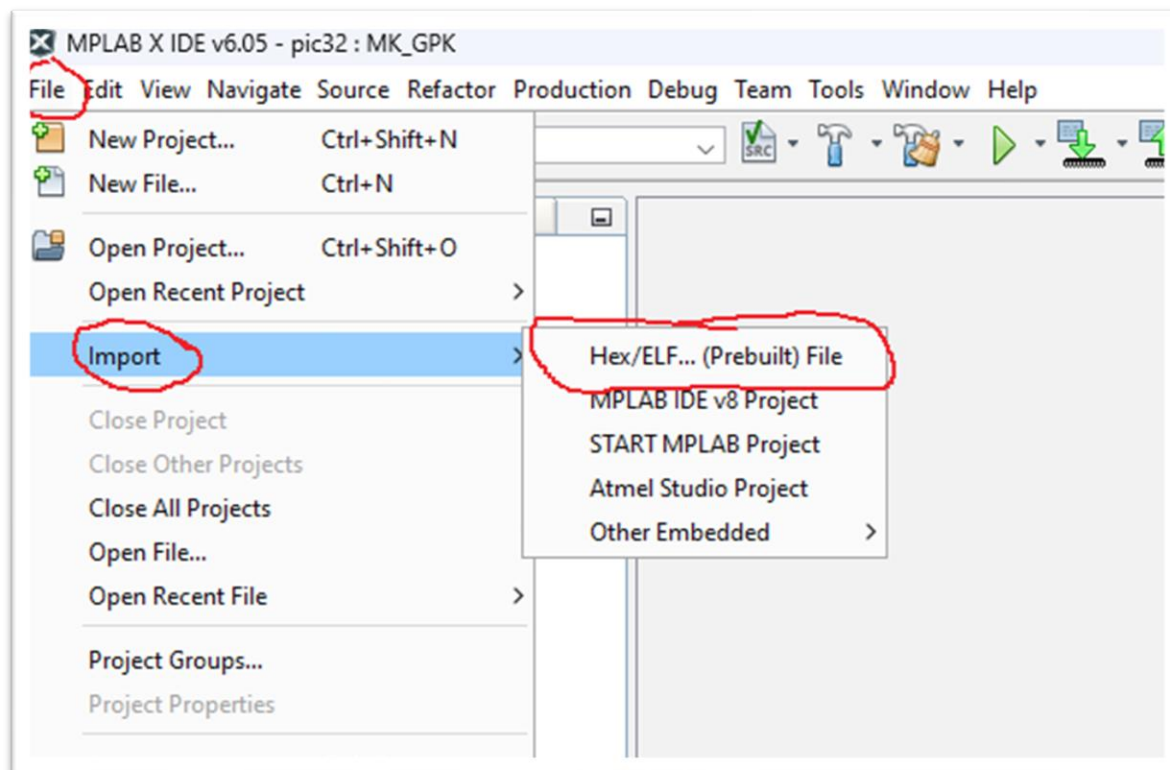 MPLAB X IDE v6.05 - pic32 : MK_GPK
File Edit View Navigate Source Refactor Production Debug Team Tools Window Help
New Project... Ctrl+Shift+N
SRC
New File... Ctrl+N
Open Project... Ctrl+Shift+O
Open Recent Project
Import
Hex/ELF... (Prebuilt) File
MPLAB IDE v8 Project
START MPLAB Project
Atmel Studio Project
Other Embedded
Close Project
Close Other Projects
Close All Projects
Open File...
Open Recent File
Project Groups...
Project Properties